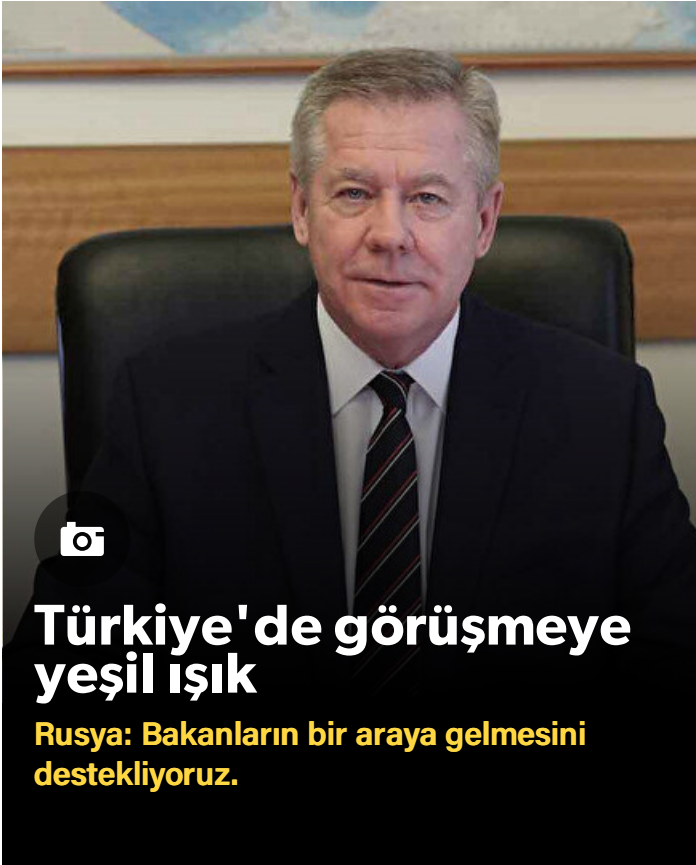 Türkiye'de görüşmeye
yeşil ışık
Rusya: Bakanların bir araya gelmesini
destekliyoruz.